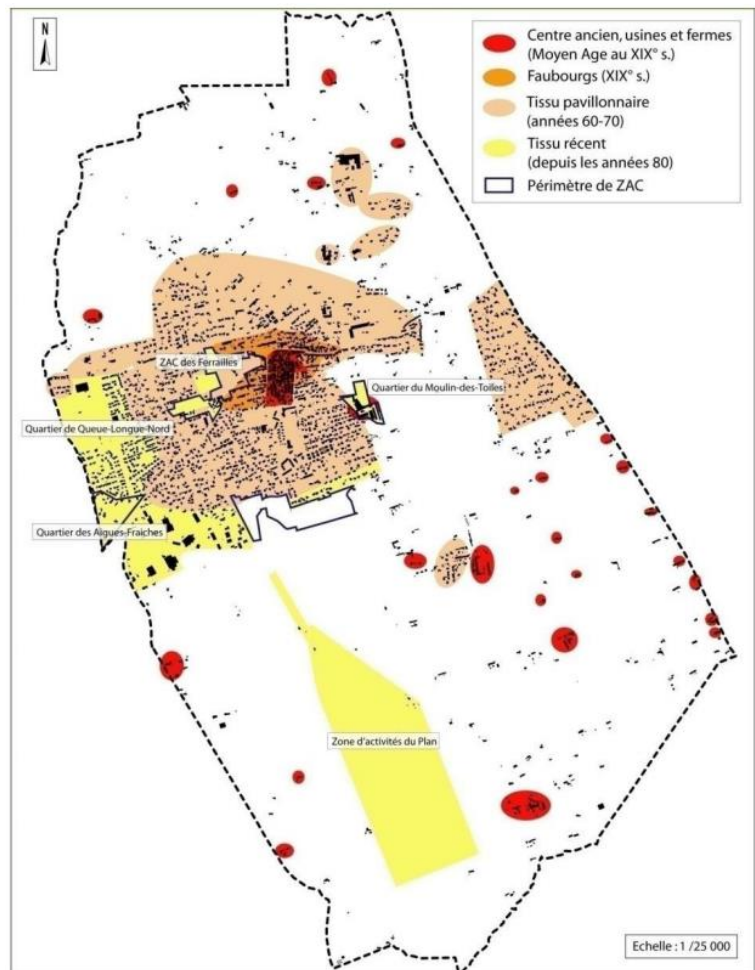 N
Centre ancien, usines et fermes
(Moyen Age au XIX° s.)
Faubourgs (XIX° s.)
Tissu pavillonnaire
(années 60-70)
Tissu récent
(depuis les années 80)
Périmètre de ZAC
ZAC des Ferrailles
Quartier du Moulin-des-Toiles
Quartier de Queue-Longue-Nord
Quartier des Aigues-Fraiches
Zone d'activités du Plan
Echelle : 1 /25 000